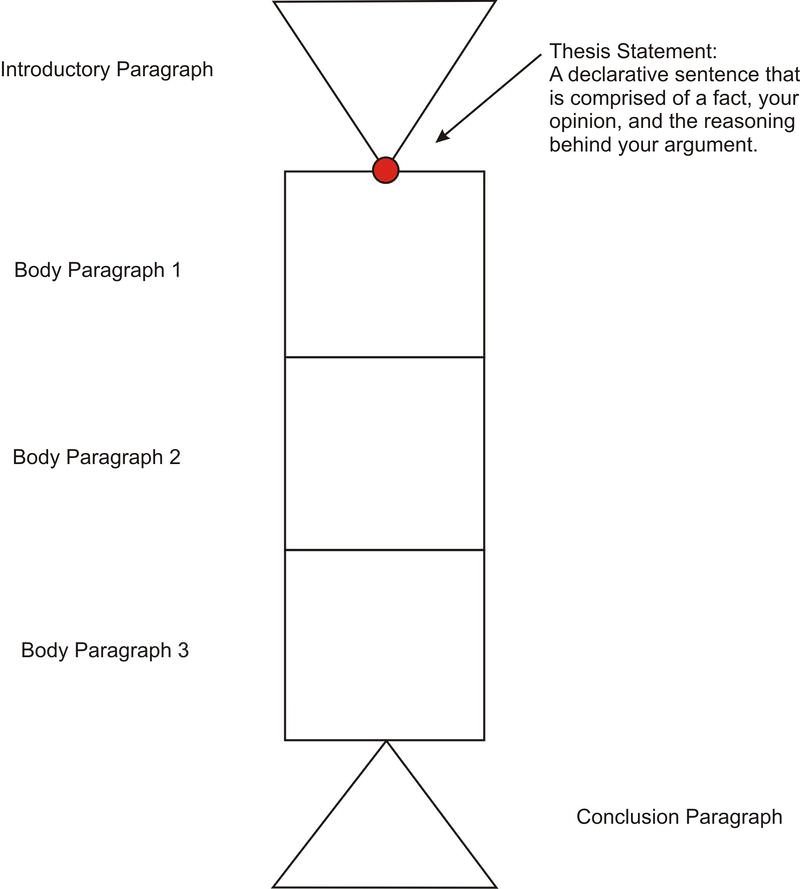 Introductory Paragraph
Thesis Statement:
A declarative sentence that
is comprised of a fact, your
opinion, and the reasoning
behind your argument.
Body Paragraph 1
Body Paragraph 2
Body Paragraph 3
Conclusion Paragraph